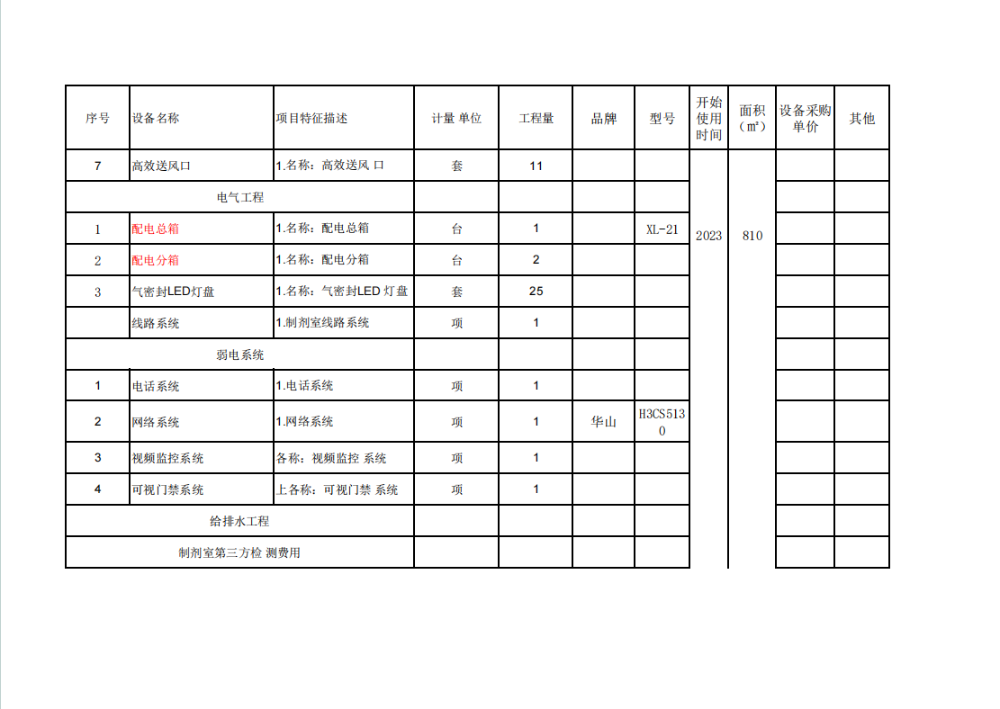 序号 设备名称 项目特征描述 计量 单位 工程量 品牌 型号 开始使用时间 面积（㎡） 设备采购单价 其他
7 高效送风口 1.名称：高效送风 口 套 11
电气工程
1 配电总箱 1.名称：配电总箱 台 1 XL-21 2023 810
2 配电分箱 1.名称：配电分箱 台 2
3 气密封LED灯盘 1.名称：气密封LED 灯盘 套 25
线路系统 1.制剂室线路系统 项 1
弱电系统
1 电话系统 1.电话系统 项 1
2 网络系统 1.网络系统 项 1 华山 H3CS5130
3 视频监控系统 各称：视频监控 系统 项 1
4 可视门禁系统 上各称：可视门禁 系统 项 1
给排水工程
制剂室第三方检 测费用